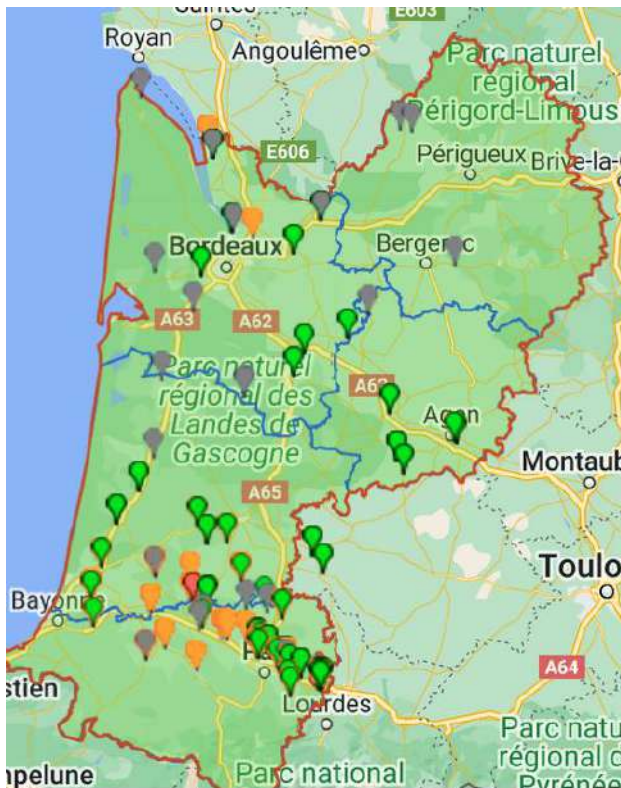 Saintes
Royan
E603
Angoulême
Parc naturel
régional
Périgord-Limous
E606
Périgueux
Brive-la-
Bordeaux
Bergerac
A63
A62
Parc naturel
régional des
Landes de
Gascogne
A62
Agen
A65
Montaub
Toulo
Bayonne
A64
stien
Lourdes
Parc natu
régional d
Pyrénée
mpelune
Parc national